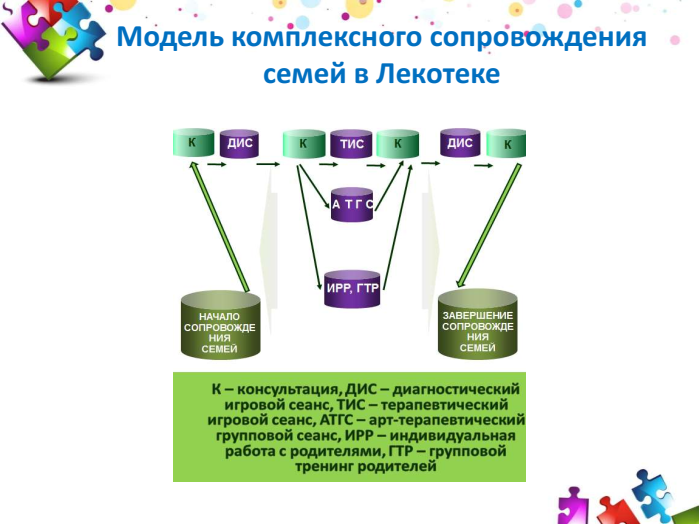 Модель комплексного сопровождения
семей в Лекотеке
К
ДИС
К
ТИС
К
ДИС
К
А Т Г С
ИРР, ГТР
НАЧАЛО
СОПРОВОЖДЕ
НИЯ
СЕМЕЙ
ЗАВЕРШЕНИЕ
СОПРОВОЖДЕ
НИЯ
СЕМЕЙ
К – консультация, ДИС – диагностический
игровой сеанс, ТИС – терапевтический
игровой сеанс, АТГС – арт-терапевтический
групповой сеанс, ИРР – индивидуальная
работа с родителями, ГТР – групповой
тренинг родителей